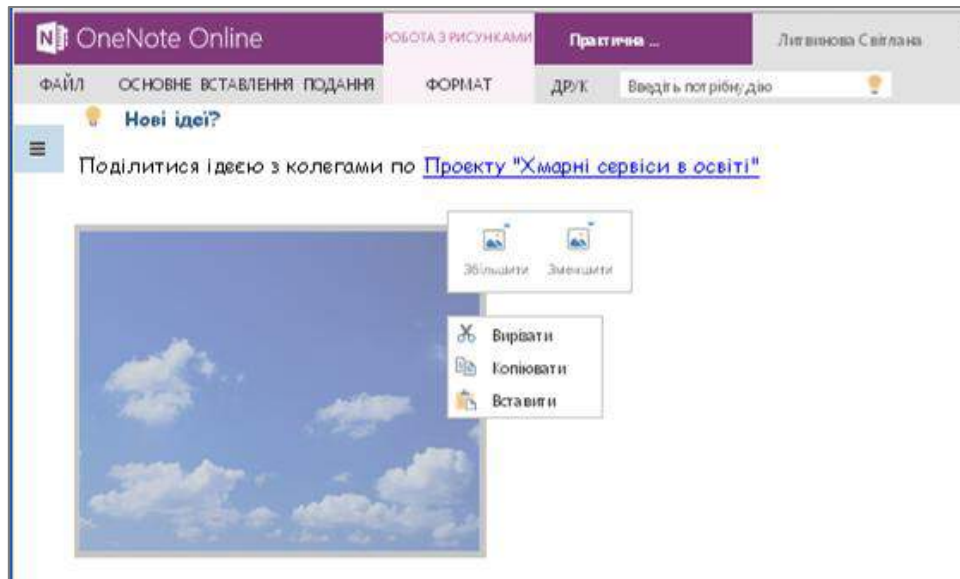 OneNote Online РОБОТА З РИСУНКАМИ Практична ... Литвинова Світлана
ФАЙЛ ОСНОВНЕ ВСТАВЛЕННЯ ПОДАННЯ ФОРМАТ ДРУК Введіть потрібну дію
Нові ідеї?
Поділитися ідеєю з колегами по Проекту "Хмарні сервіси в освіті"
Збільшити Зменшити
Вирізати
Копіювати
Вставити